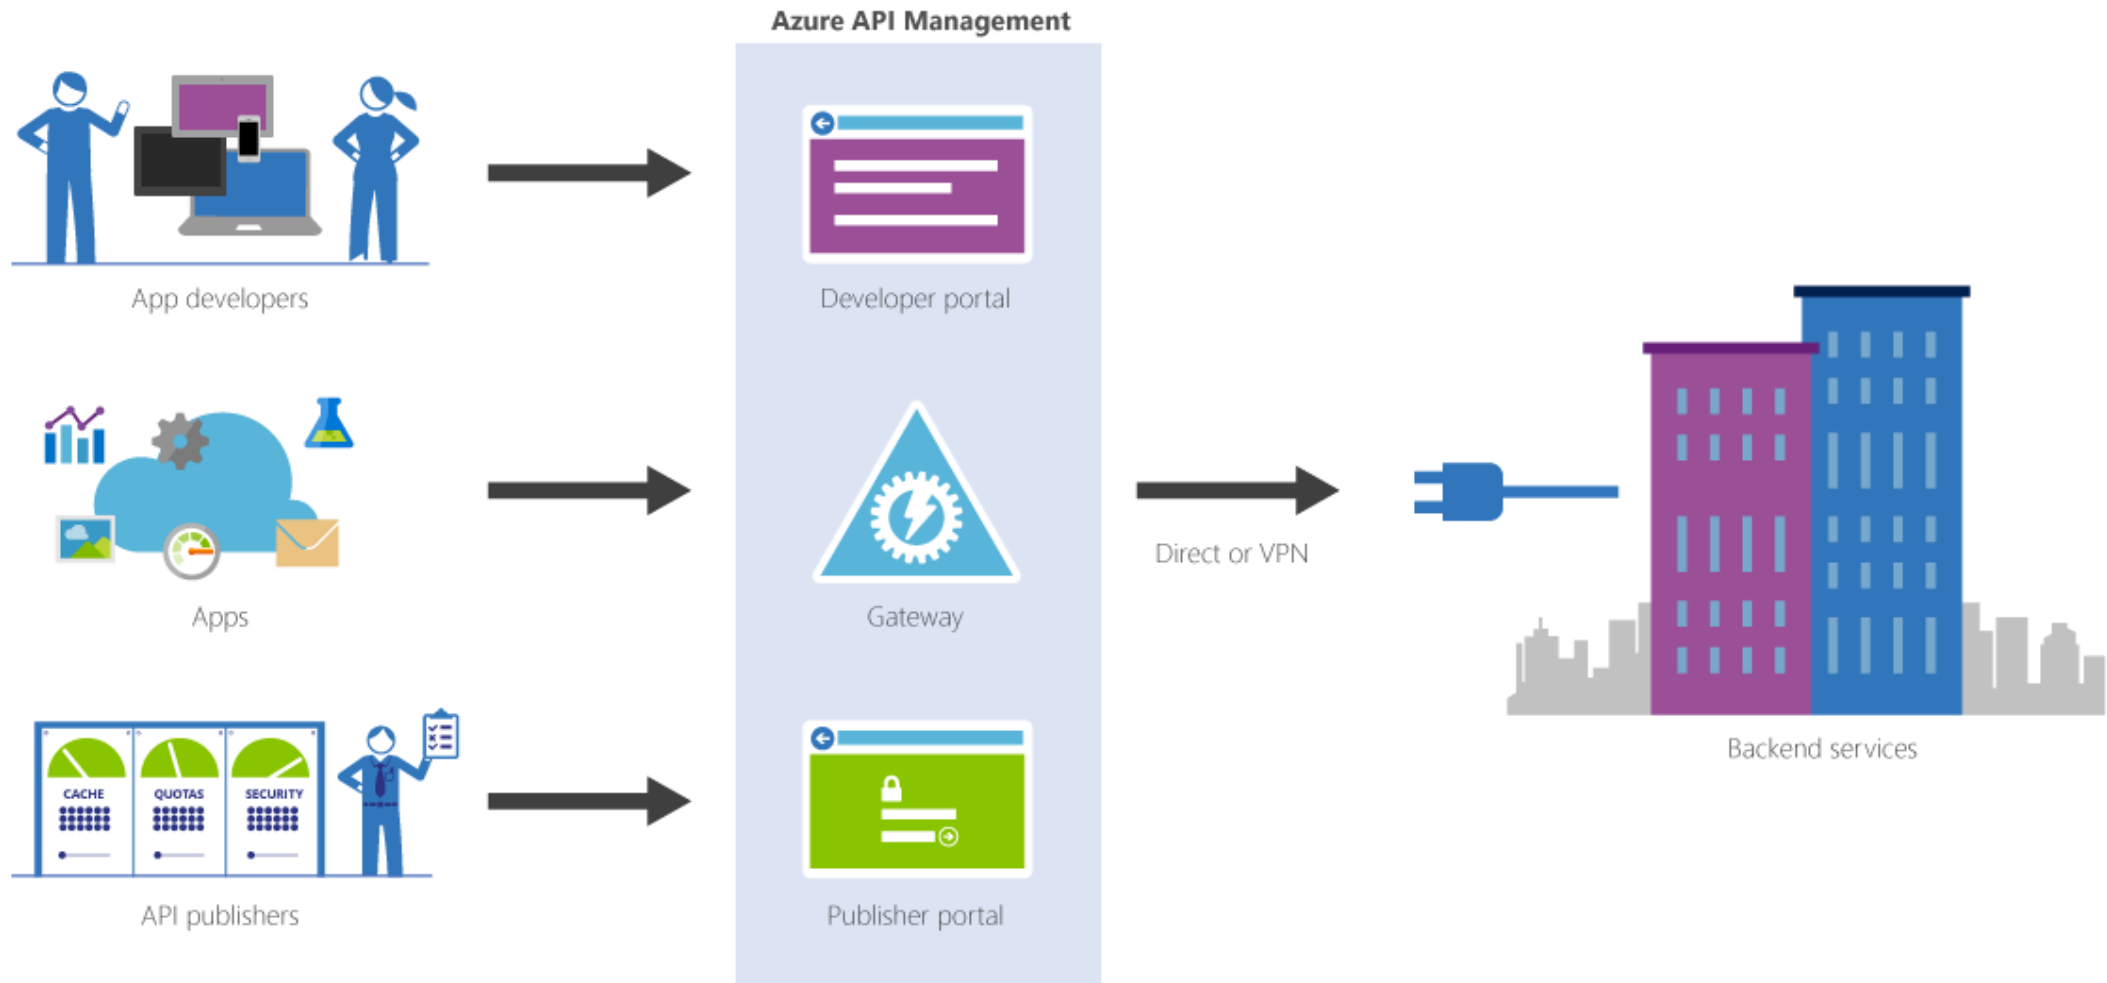 Azure API Management
App developers
Developer portal
Apps
Gateway
Direct or VPN
Backend services
CACHE
QUOTAS
SECURITY
API publishers
Publisher portal